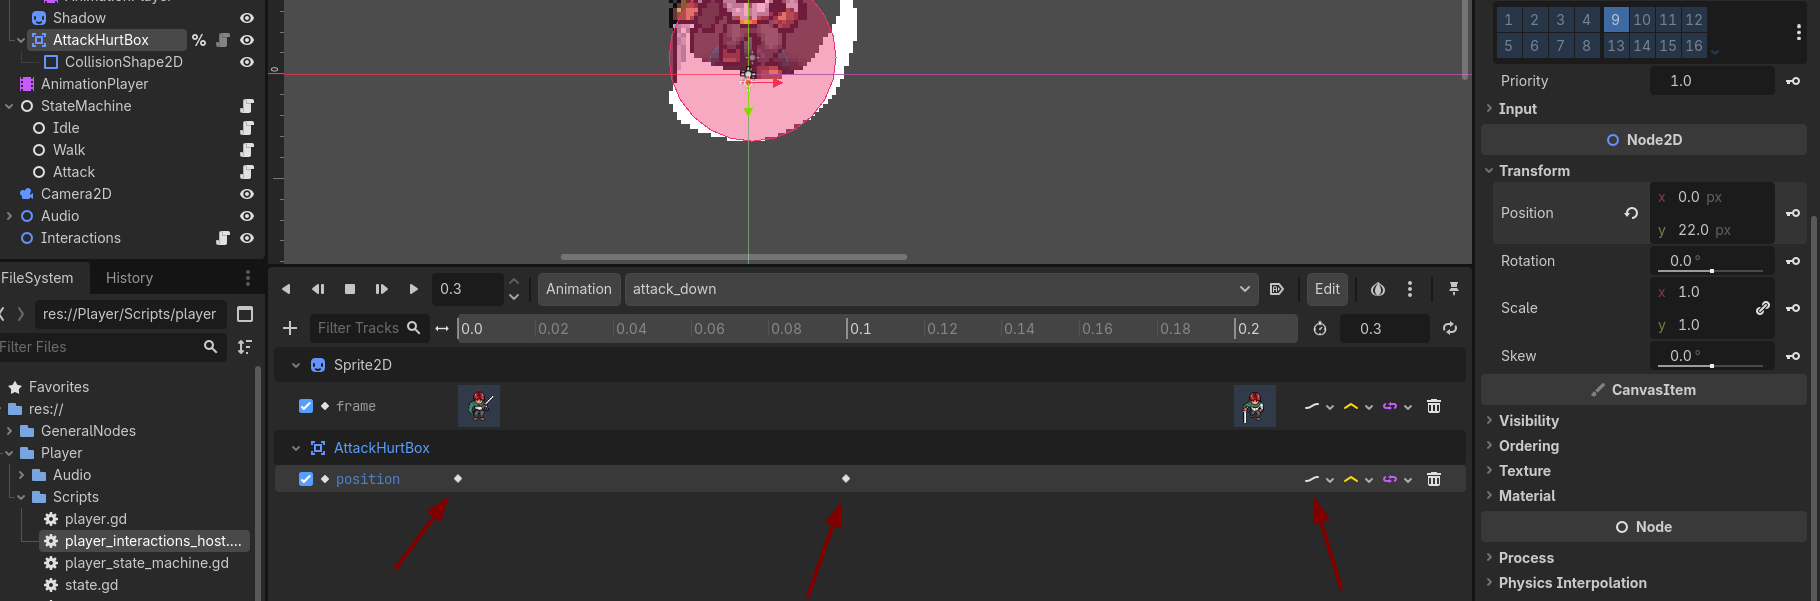 AnimationPlayer
Shadow
AttackHurtBox %
CollisionShape2D
AnimationPlayer
StateMachine
Idle
Walk
Attack
Camera2D
Audio
Interactions
FileSystem History
res://Player/Scripts/player
Filter Files
Favorites
res://
GeneralNodes
Player
Audio
Scripts
player.gd
player_interactions_host....
player_state_machine.gd
state.gd
0
0.3 Animation attack_down Edit
Filter Tracks 0.0 0.02 0.04 0.06 0.08 0.1 0.12 0.14 0.16 0.18 0.2 0.3
Sprite2D
frame
AttackHurtBox
position
1 2 3 4 9 10 11 12
5 6 7 8 13 14 15 16
Priority 1.0
Input
Node2D
Transform
Position x 0.0 px
y 22.0 px
Rotation 0.0 °
Scale x 1.0
y 1.0
Skew 0.0 °
CanvasItem
Visibility
Ordering
Texture
Material
Node
Process
Physics Interpolation